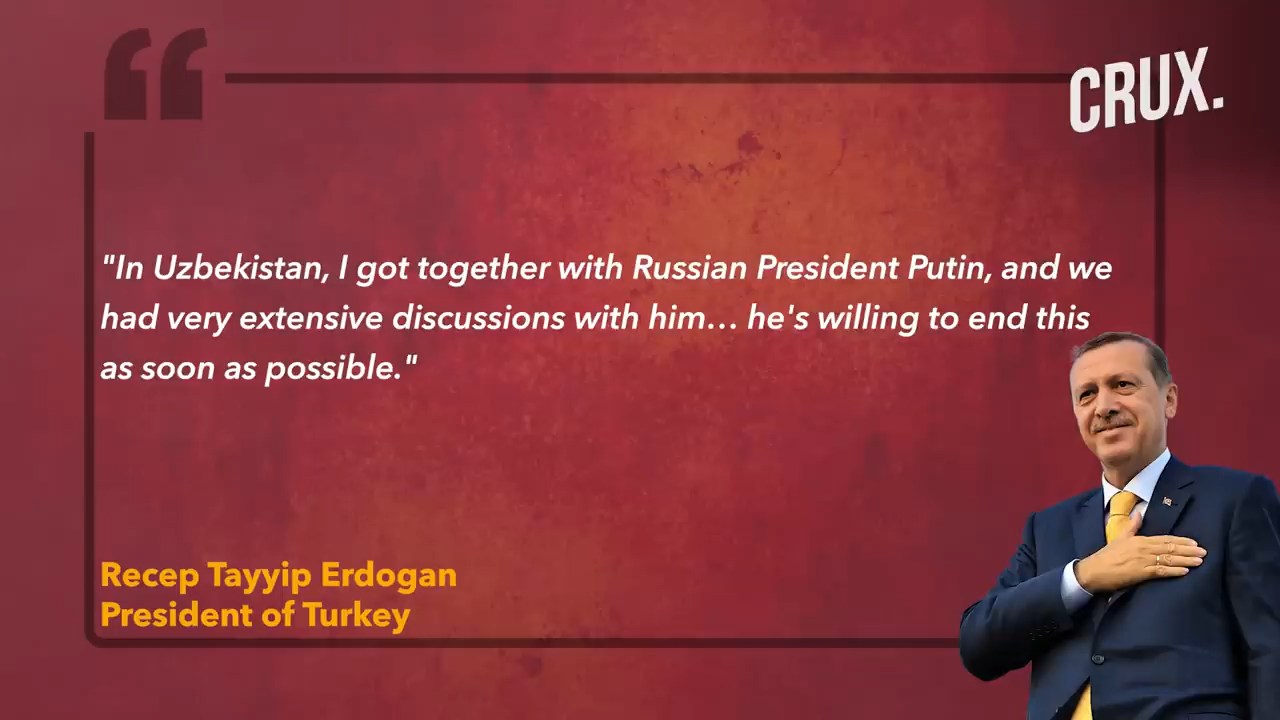 CRUX.
"In Uzbekistan, I got together with Russian President Putin, and we
had very extensive discussions with him... he's willing to end this
as soon as possible."
Recep Tayyip Erdogan
President of Turkey